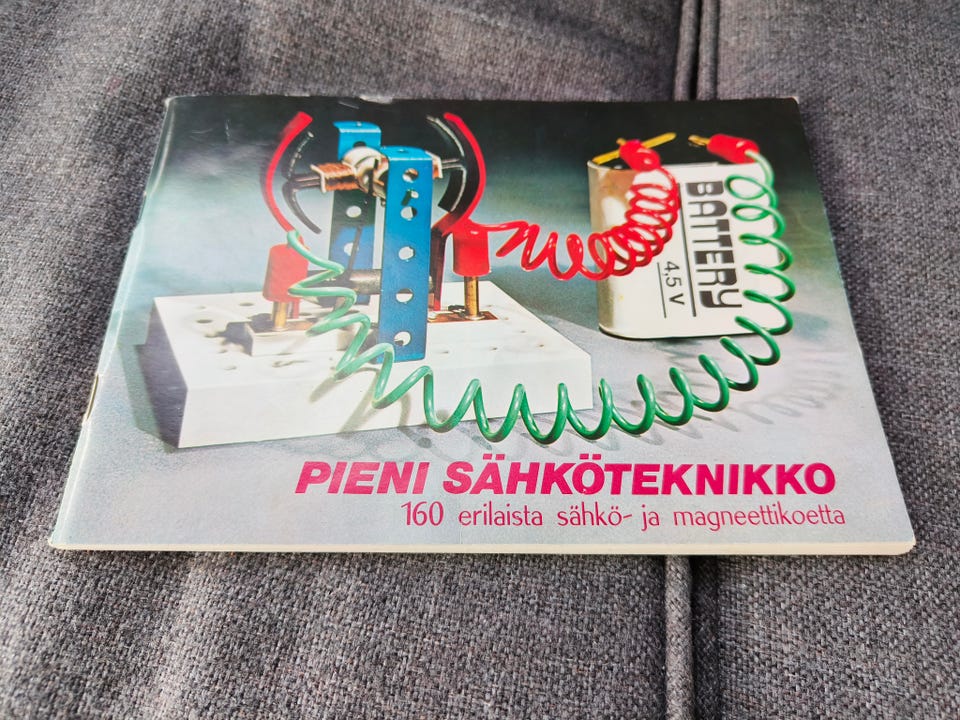 BATTERY
4,5 V
PIENI SÄHKÖTEKNIKKO
160 erilaista sähkö- ja magneettikoetta